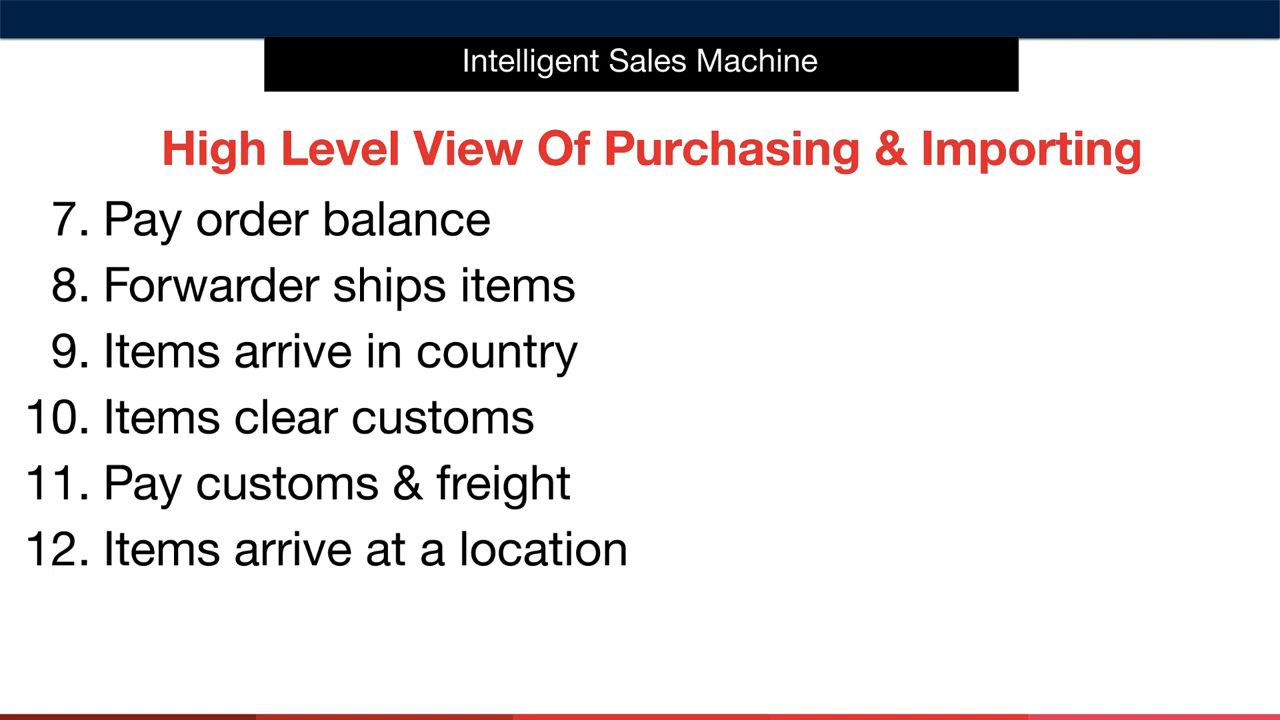 Intelligent Sales Machine
High Level View Of Purchasing & Importing
7. Pay order balance
8. Forwarder ships items
9. Items arrive in country
10. Items clear customs
11. Pay customs & freight
12. Items arrive at a location